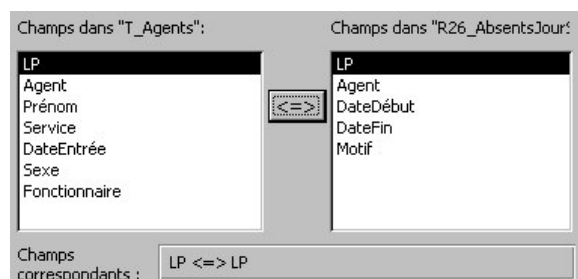 Champs dans "T_Agents":
LP
Agent
Prénom
Service
DateEntrée
Sexe
Fonctionnaire
<=>
Champs dans "R26_AbsentsJourS
LP
Agent
DateDébut
DateFin
Motif
Champs
correspondants :
LP <=> LP